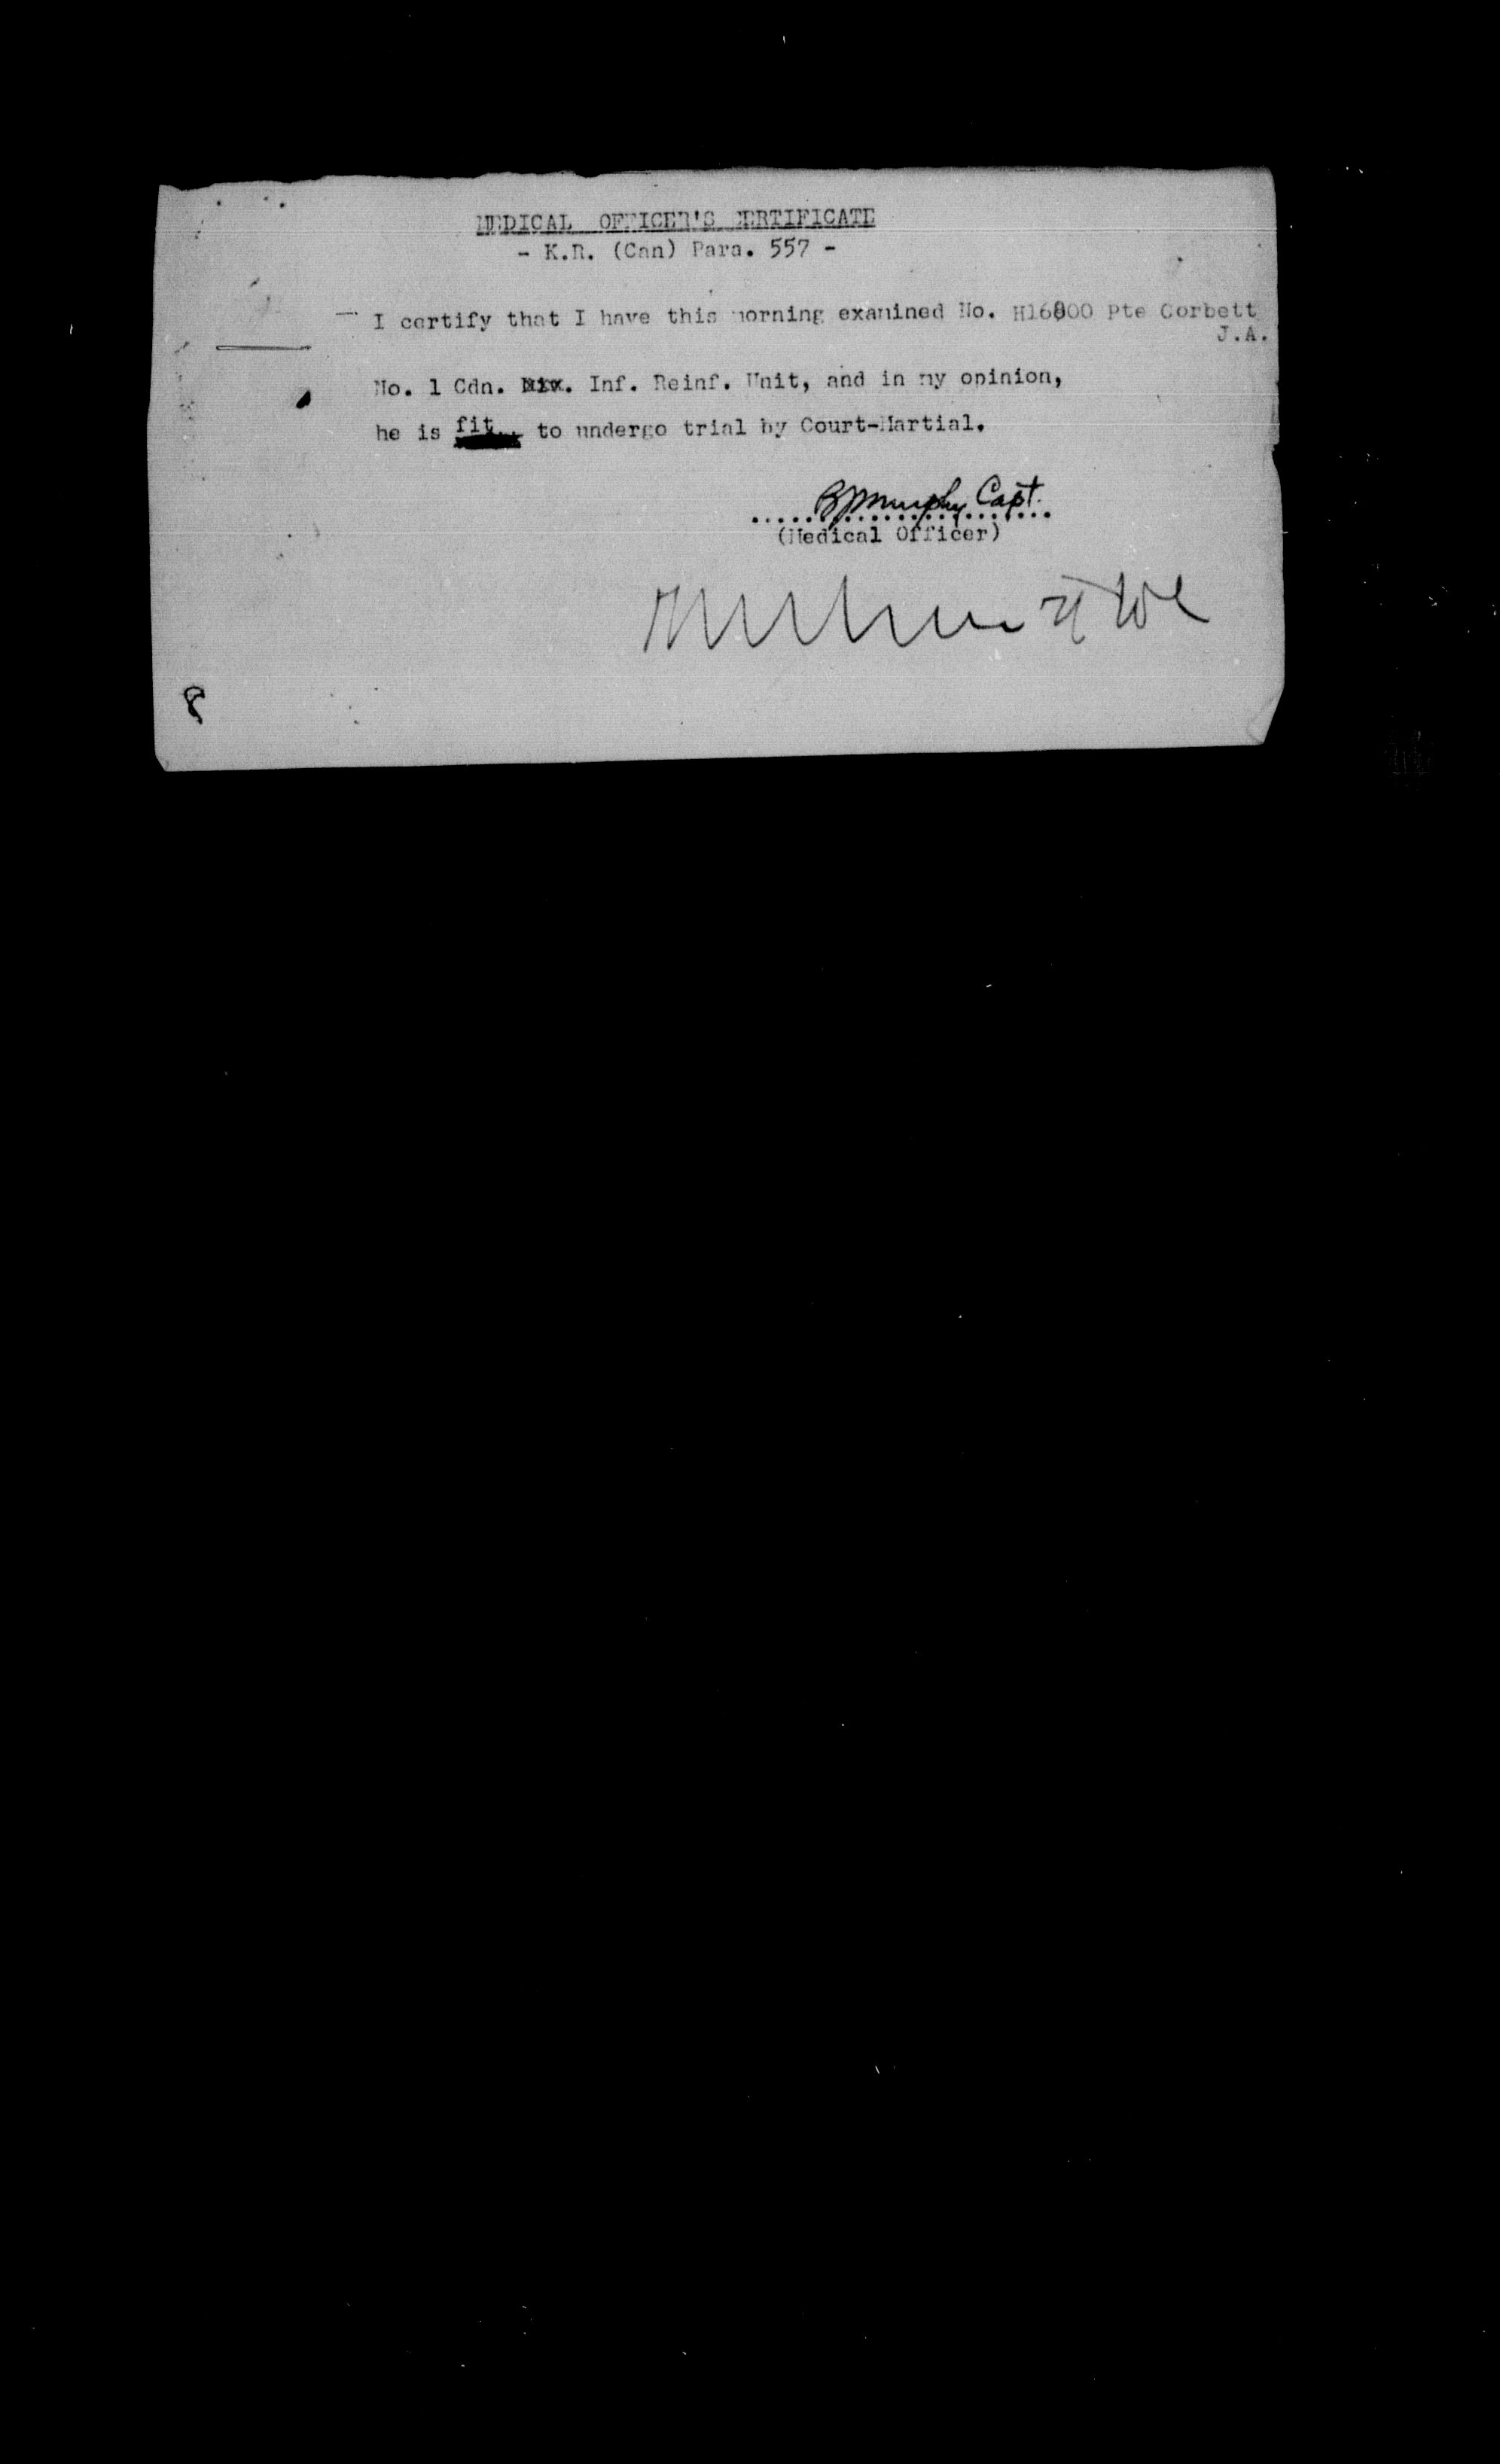 MEDICAL OFFICER'S CERTIFICATE
- K.R. (Can) Para. 557 -
I certify that I have this morning examined No. H16800 Pte Corbett
J.A.
No. 1 Cdn. Div. Inf. Reinf. Unit, and in my opinion,
he is fit to undergo trial by Court-Martial.
Murphy Capt.
(Medical Officer)